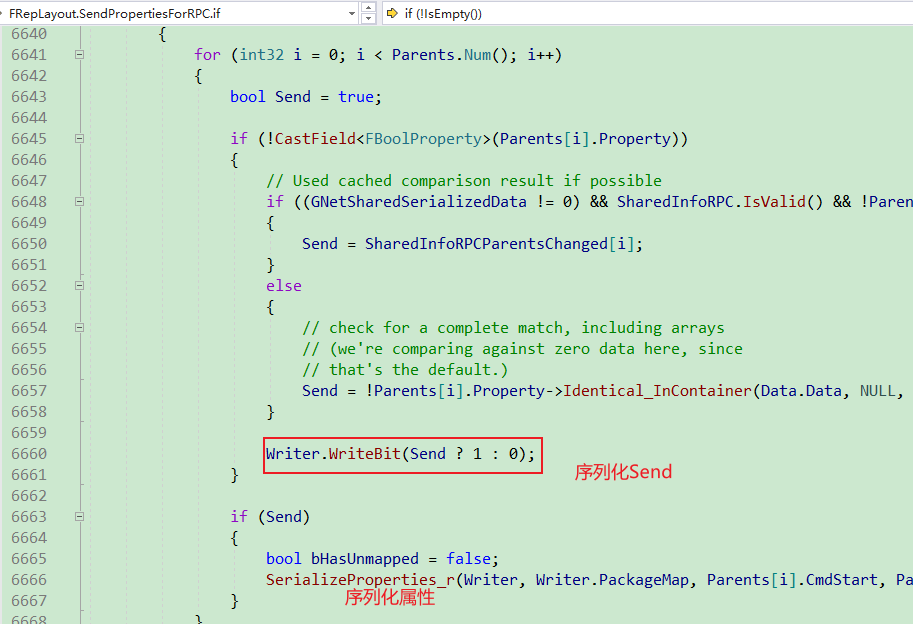 FRepLayout.SendPropertiesForRPC.if
if (!IsEmpty())
6640 {
6641 for (int32 i = 0; i < Parents.Num(); i++)
6642 {
6643 bool Send = true;
6644
6645 if (!CastField<FBoolProperty>(Parents[i].Property))
6646 {
6647 // Used cached comparison result if possible
6648 if ((GNetSharedSerializedData != 0) && SharedInfoRPC.IsValid() && !Paren
6649 {
6650 Send = SharedInfoRPCParentsChanged[i];
6651 }
6652 else
6653 {
6654 // check for a complete match, including arrays
6655 // (we're comparing against zero data here, since
6656 // that's the default.)
6657 Send = !Parents[i].Property->Identical_InContainer(Data.Data, NULL,
6658 }
6659
6660 Writer.WriteBit(Send ? 1 : 0);
序列化Send
6661 }
6662
6663 if (Send)
6664 {
6665 bool bHasUnmapped = false;
6666 SerializeProperties_r(Writer, Writer.PackageMap, Parents[i].CmdStart, Pa
序列化属性
6667 }
6668 }